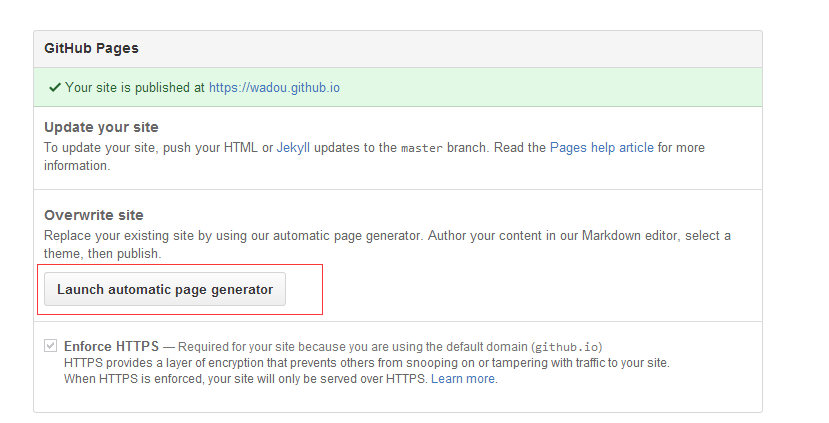 GitHub Pages
Your site is published at https://wadou.github.io
Update your site
To update your site, push your HTML or Jekyll updates to the master branch. Read the Pages help article for more
information.
Overwrite site
Replace your existing site by using our automatic page generator. Author your content in our Markdown editor, select a
theme, then publish.
Launch automatic page generator
Enforce HTTPS — Required for your site because you are using the default domain (github.io)
HTTPS provides a layer of encryption that prevents others from snooping on or tampering with traffic to your site.
When HTTPS is enforced, your site will only be served over HTTPS. Learn more.